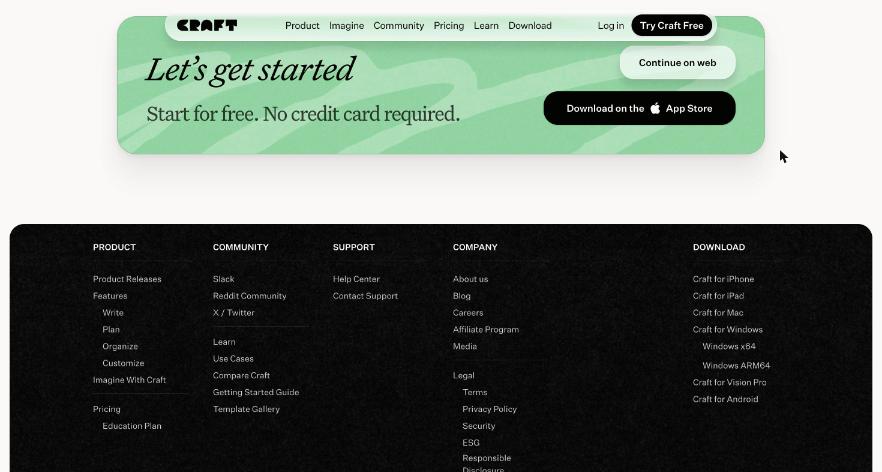 CRAFT Product Imagine Community Pricing Learn Download Log in Try Craft Free
Let's get started
Continue on web
Start for free. No credit card required.
Download on the App Store
PRODUCT
Product Releases
Features
Write
Plan
Organize
Customize
Imagine With Craft
Pricing
Education Plan
COMMUNITY
Slack
Reddit Community
X / Twitter
Learn
Use Cases
Compare Craft
Getting Started Guide
Template Gallery
SUPPORT
Help Center
Contact Support
COMPANY
About us
Blog
Careers
Affiliate Program
Media
Legal
Terms
Privacy Policy
Security
ESG
Responsible
Disclosure
DOWNLOAD
Craft for iPhone
Craft for iPad
Craft for Mac
Craft for Windows
Windows x64
Windows ARM64
Craft for Vision Pro
Craft for Android